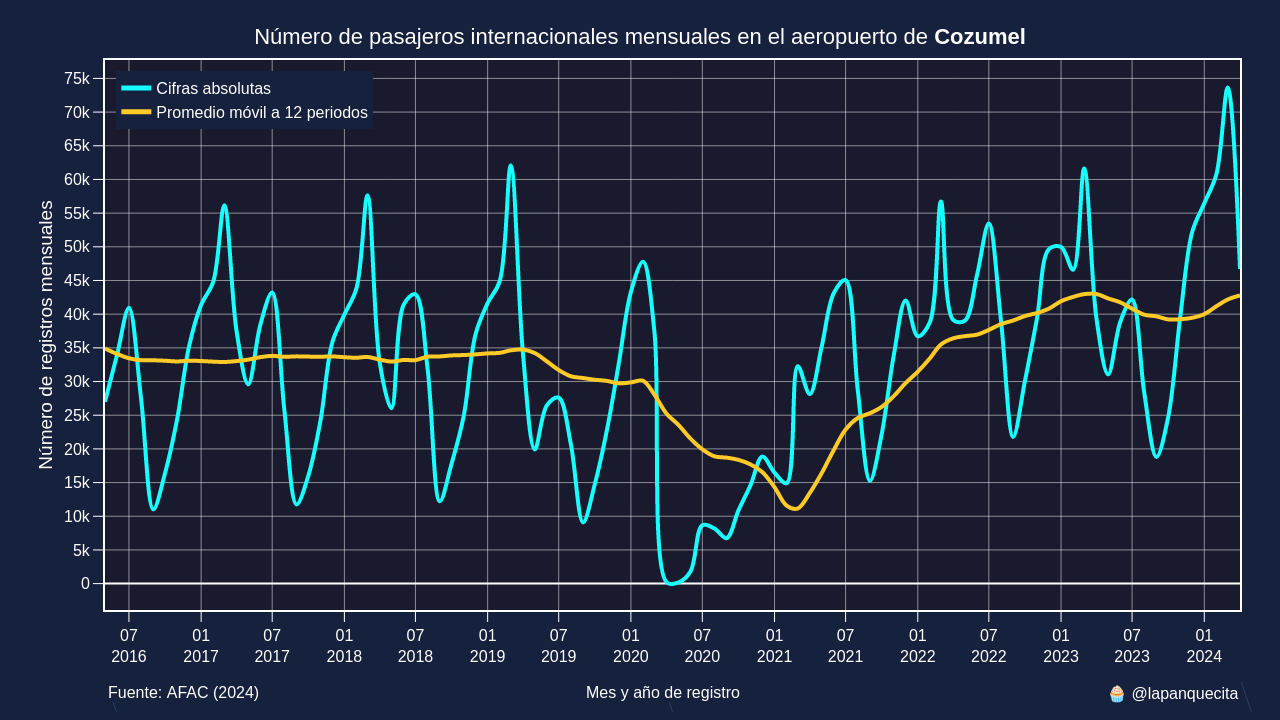 Número de pasajeros internacionales mensuales en el aeropuerto de Cozumel
Cifras absolutas
Promedio móvil a 12 periodos
Número de registros mensuales
75k
70k
65k
60k
55k
50k
45k
40k
35k
30k
25k
20k
15k
10k
5k
0
07 01 07 01 07 01 07 01 07 01 07 01 07 01 07 01
2016 2017 2017 2018 2018 2019 2019 2020 2020 2021 2021 2022 2022 2023 2023 2024
Fuente: AFAC (2024) Mes y año de registro 🧁 @lapanquecita